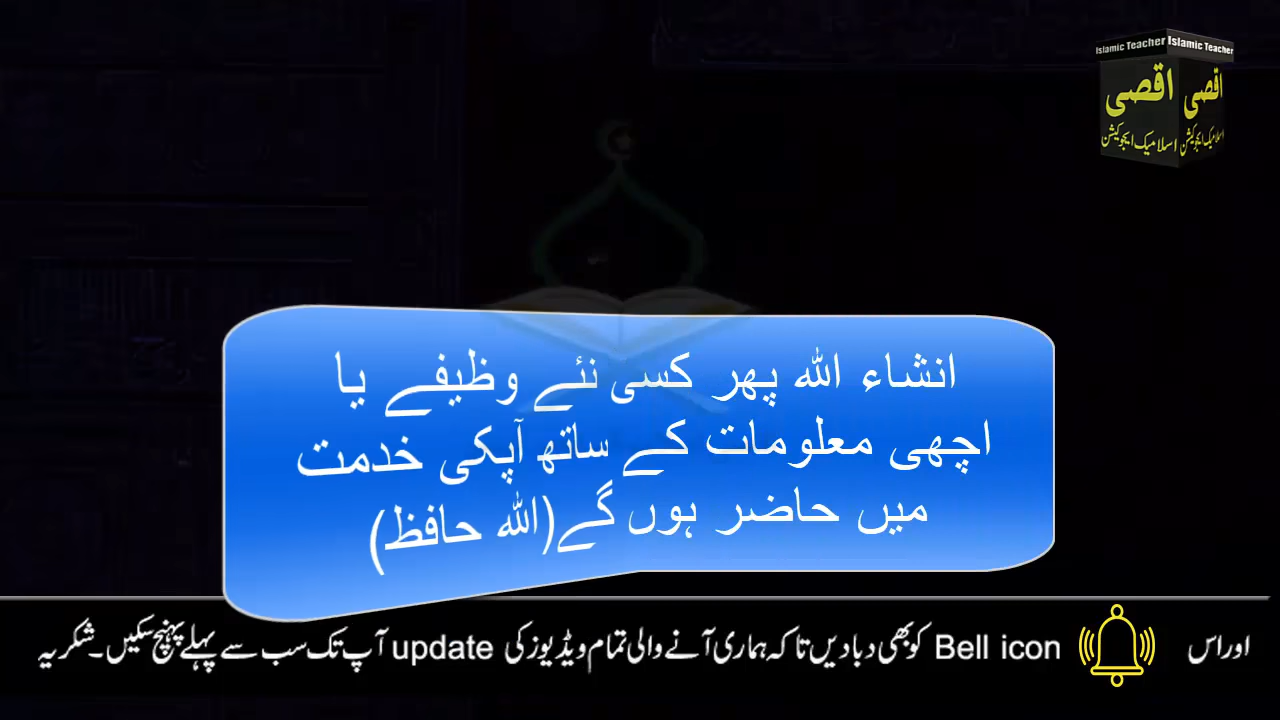 Islamic Teacher Islamic Teacher
اقصی اقصی
اسلامیک ایجوکیشن اسلامیک ایجوکیشن
انشاء اللہ پھر کسی نئے وظیفے یا
اچھی معلومات کے ساتھ آپکی خدمت
میں حاضر ہوں گے(اللہ حافظ)
اور اس Bell icon کو بھی دبا دیں تا کہ ہماری آنے والی تمام ویڈیوز کی update آپ تک سب سے پہلے پہنچ سکیں۔ شکریہ